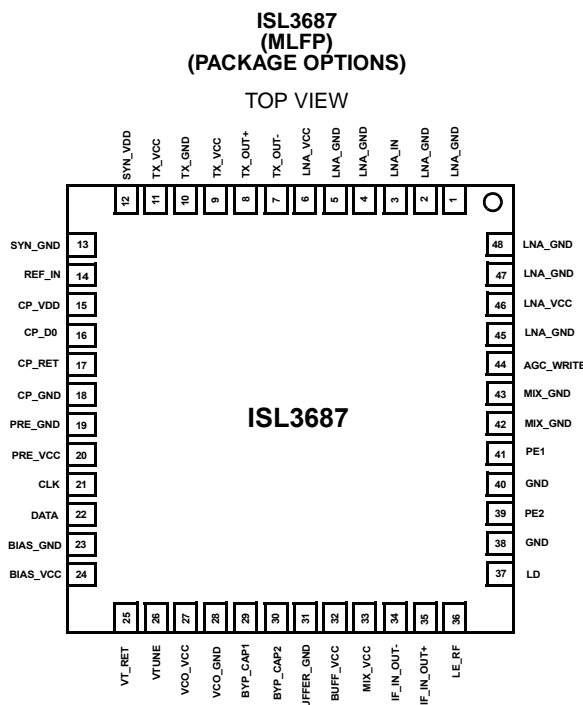 ISL3687
(MLFP)
(PACKAGE OPTIONS)
TOP VIEW
SYN_VDD
TX_VCC
TX_GND
TX_VCC
TX_OUT+
TX_OUT-
LNA_VCC
LNA_GND
LNA_GND
LNA_IN
LNA_GND
LNA_GND
12 11 10 9 8 7 6 5 4 3 2 1
SYN_GND 13
REF_IN 14
CP_VDD 15
CP_D0 16
CP_RET 17
CP_GND 18
PRE_GND 19
PRE_VCC 20
CLK 21
DATA 22
BIAS_GND 23
BIAS_VCC 24
ISL3687
48 LNA_GND
47 LNA_GND
46 LNA_VCC
45 LNA_GND
44 AGC_WRITE
43 MIX_GND
42 MIX_GND
41 PE1
40 GND
39 PE2
38 GND
37 LD
25 26 27 28 29 30 31 32 33 34 35 36
VT_RET
VTUNE
VCO_VCC
VCO_GND
BYP_CAP1
BYP_CAP2
UFFER_GND
BUFF_VCC
MIX_VCC
IF_IN_OUT-
IF_IN_OUT+
LE_RF